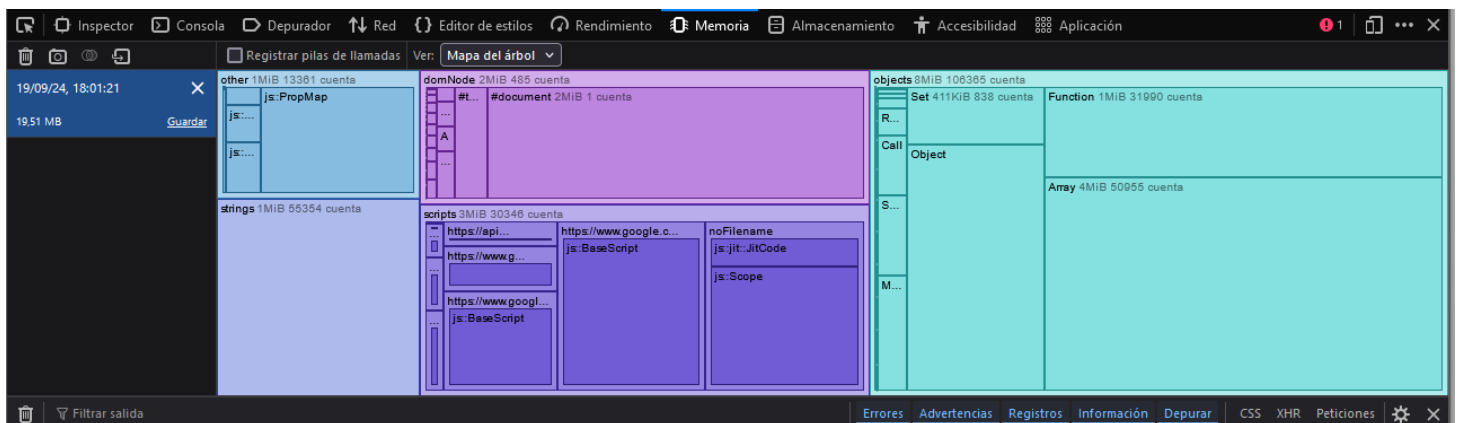 Inspector Consola Depurador Red Editor de estilos Rendimiento Memoria Almacenamiento Accesibilidad Aplicación 1
Registrar pilas de llamadas Ver: Mapa del árbol
19/09/24, 18:01:21
19,51 MB Guardar
other 1MiB 13361 cuenta
js::PropMap
js::...
js::...
strings 1MiB 55354 cuenta
domNode 2MiB 485 cuenta
#t... #document 2MiB 1 cuenta
...
A
...
scripts 3MiB 30346 cuenta
... https://api... https://www.google.c... noFilename
js::BaseScript js::jit::JitCode
https://www.g...
... js::Scope
https://www.googl...
... js::BaseScript
objects 8MiB 106365 cuenta
Set 411KiB 838 cuenta Function 1MiB 31990 cuenta
R...
Call
Object
Array 4MiB 50955 cuenta
S...
M...
Filtrar salida Errores Advertencias Registros Información Depurar CSS XHR Peticiones